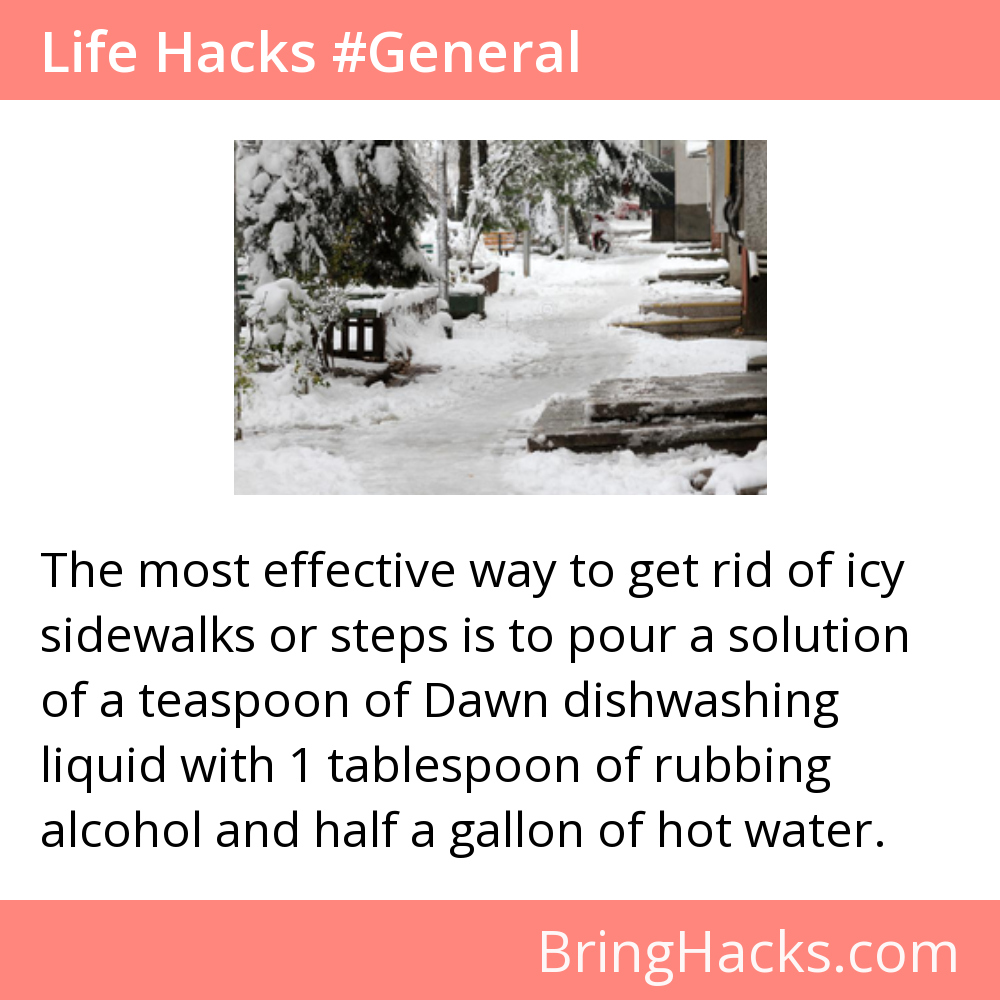 Life Hacks #General
The most effective way to get rid of icy
sidewalks or steps is to pour a solution
of a teaspoon of Dawn dishwashing
liquid with 1 tablespoon of rubbing
alcohol and half a gallon of hot water.
BringHacks.com